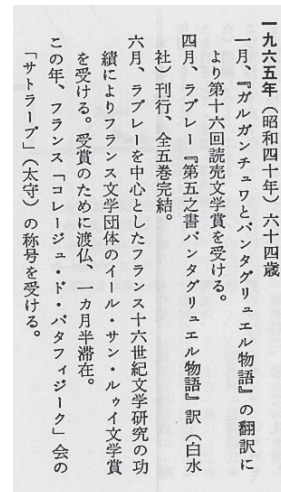 一九六五年（昭和四十年）六十四歳
一月、『ガルガンチュワとパンタグリュエル物語』の翻訳に
より第十六回読売文学賞を受ける。
四月、ラブレー『第五之書パンタグリュエル物語』訳（白水
社）刊行、全五巻完結。
六月、ラブレーを中心としたフランス十六世紀文学研究の功
績によりフランス文学団体のイール・サン・ルゥイ文学賞
を受ける。受賞のために渡仏、一カ月半滞在。
この年、フランス「コレージュ・ド・パタフィジーク」会の
「サトラープ」（太守）の称号を受ける。